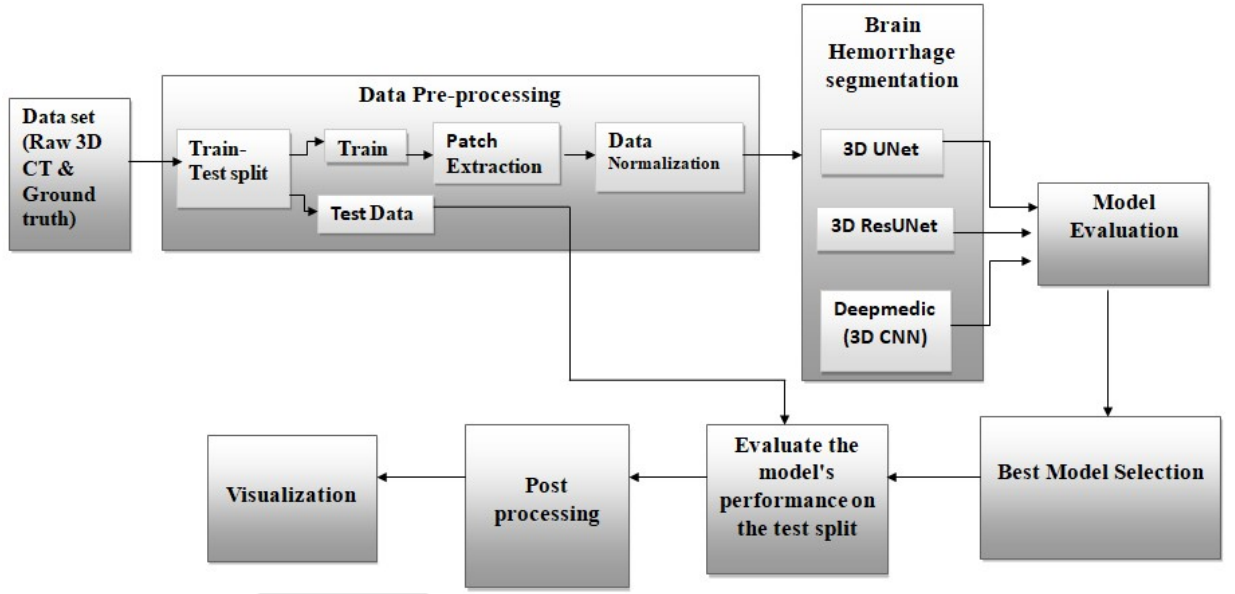 Data set
(Raw 3D
CT &
Ground
truth)
Data Pre-processing
Train-
Test split
Train
Patch
Extraction
Data
Normalization
Test Data
Brain
Hemorrhage
segmentation
3D UNet
3D ResUNet
Deepmedic
(3D CNN)
Model
Evaluation
Best Model Selection
Evaluate the
model's
performance on
the test split
Post
processing
Visualization